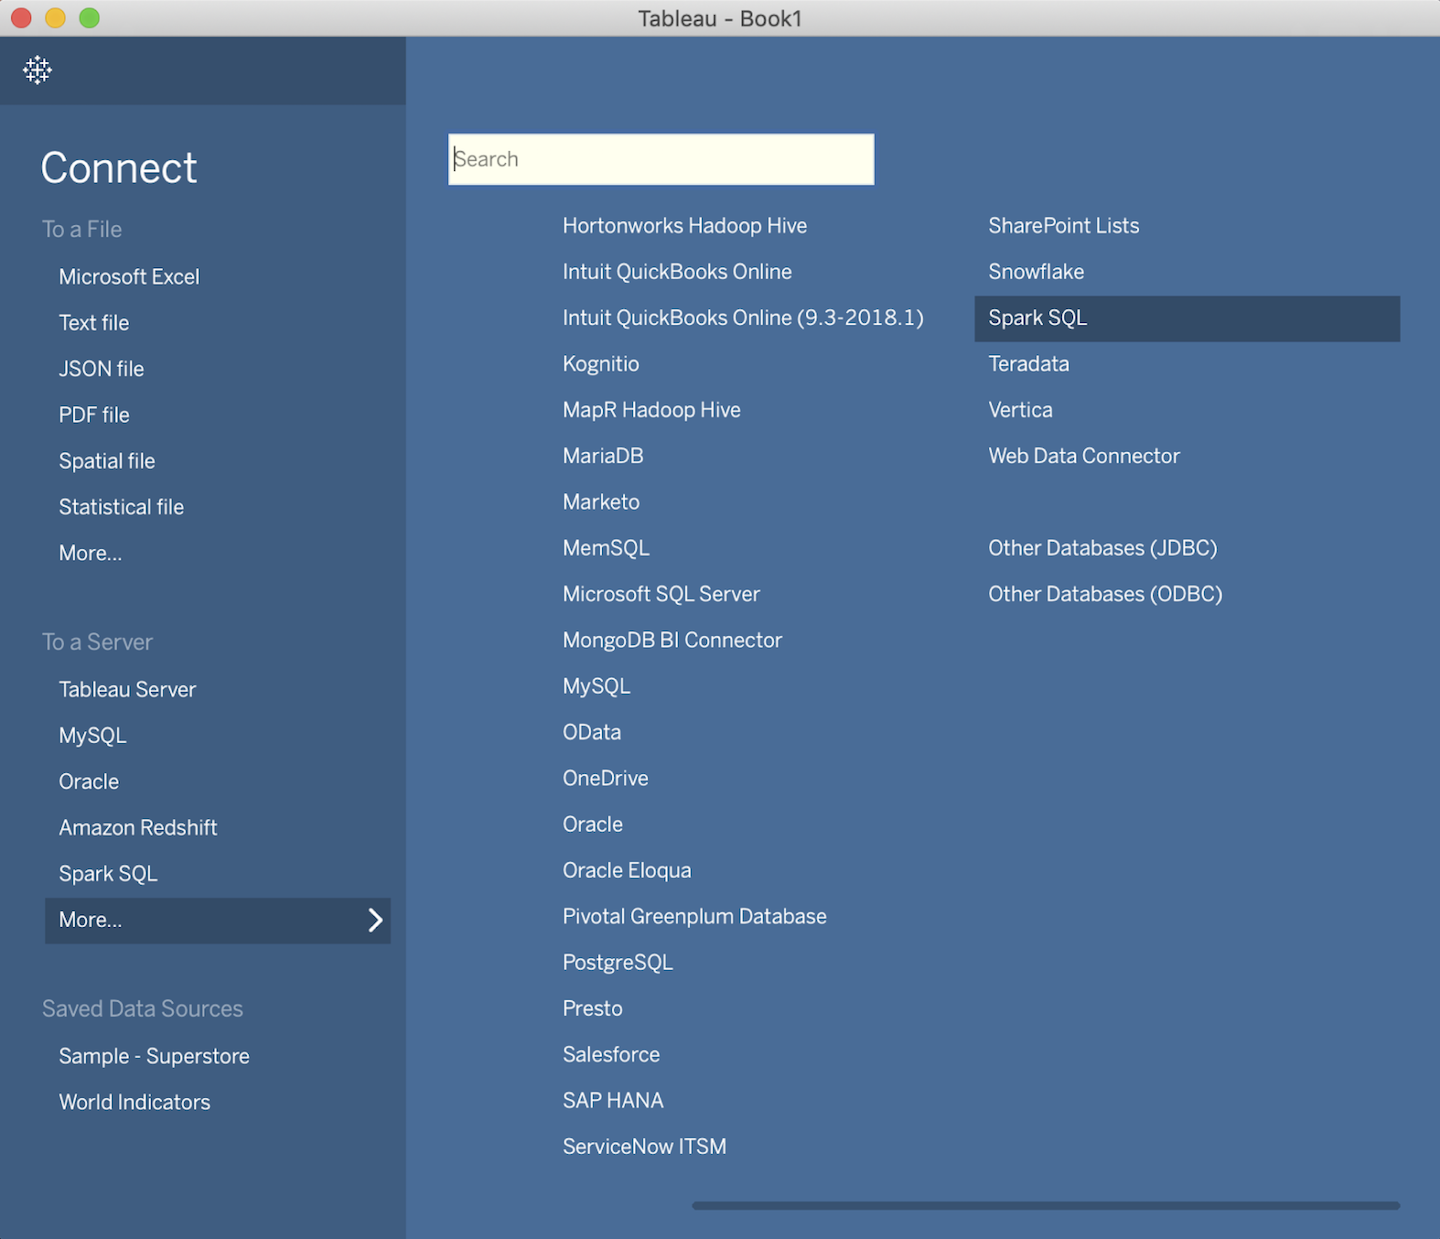 Tableau - Book1
Connect
To a File
Microsoft Excel
Text file
JSON file
PDF file
Spatial file
Statistical file
More...
To a Server
Tableau Server
MySQL
Oracle
Amazon Redshift
Spark SQL
More...
Saved Data Sources
Sample - Superstore
World Indicators
Search
Hortonworks Hadoop Hive
Intuit QuickBooks Online
Intuit QuickBooks Online (9.3-2018.1)
Kognitio
MapR Hadoop Hive
MariaDB
Marketo
MemSQL
Microsoft SQL Server
MongoDB BI Connector
MySQL
OData
OneDrive
Oracle
Oracle Eloqua
Pivotal Greenplum Database
PostgreSQL
Presto
Salesforce
SAP HANA
ServiceNow ITSM
SharePoint Lists
Snowflake
Spark SQL
Teradata
Vertica
Web Data Connector
Other Databases (JDBC)
Other Databases (ODBC)